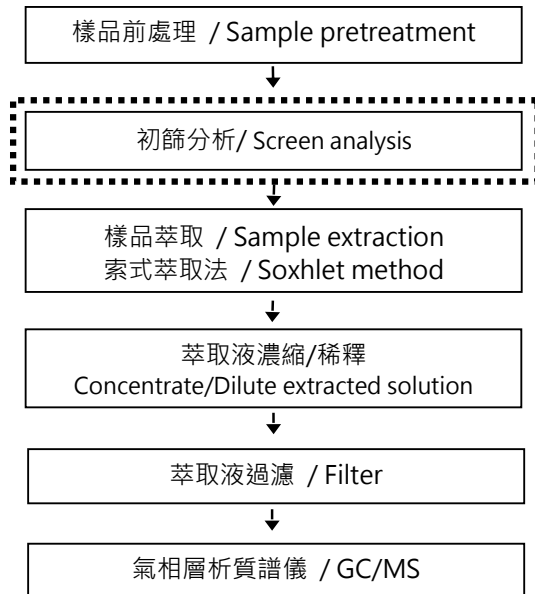 樣品前處理 / Sample pretreatment
初篩分析/ Screen analysis
樣品萃取 / Sample extraction
索式萃取法 / Soxhlet method
萃取液濃縮/稀釋
Concentrate/Dilute extracted solution
萃取液過濾 / Filter
氣相層析質譜儀 / GC/MS